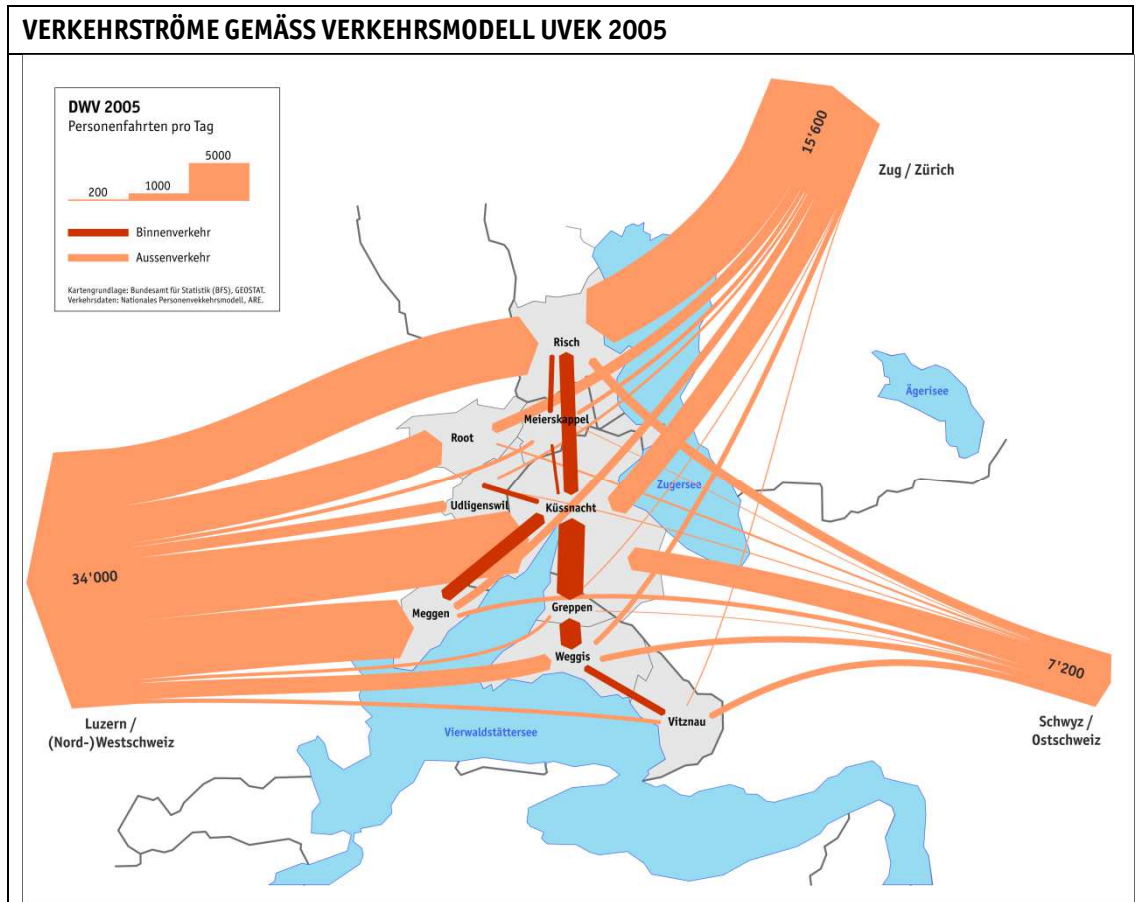 VERKEHRSTRÖME GEMÄSS VERKEHRSMODELL UVEK 2005
DWV 2005
Personenfahrten pro Tag
200
1000
5000
Binnenverkehr
Aussenverkehr
Kartengrundlage: Bundesamt für Statistik (BFS), GEOSTAT.
Verkehrsdaten: Nationales Personenvekkehrsmodell, ARE.
15'600
Zug / Zürich
Risch
Ägerisee
Meierskappel
Root
Zugersee
Udligenswil
Küssnacht
34'000
Meggen
Greppen
Weggis
7'200
Vitznau
Luzern /
(Nord-)Westschweiz
Vierwaldstättersee
Schwyz /
Ostschweiz